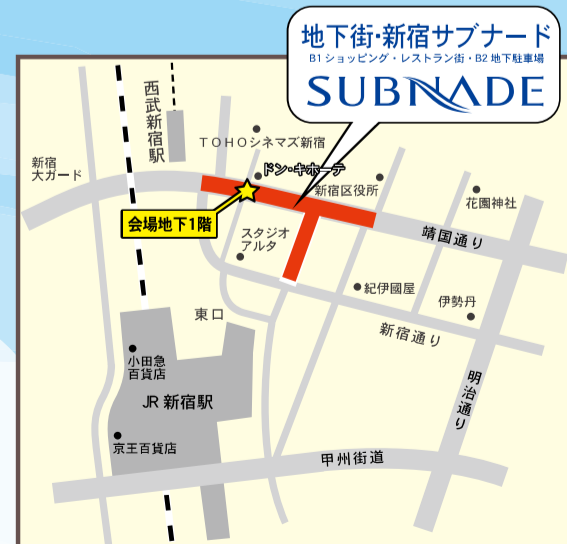 地下街・新宿サブナード
B1ショッピング・レストラン街・B2地下駐車場
SUBNADE
西武新宿駅
TOHOシネマズ新宿
ドン・キホーテ
新宿
大ガード
新宿区役所
花園神社
会場地下1階
スタジオ
アルタ
靖国通り
紀伊國屋
伊勢丹
東口
新宿通り
小田急
百貨店
JR新宿駅
明治通り
京王百貨店
甲州街道